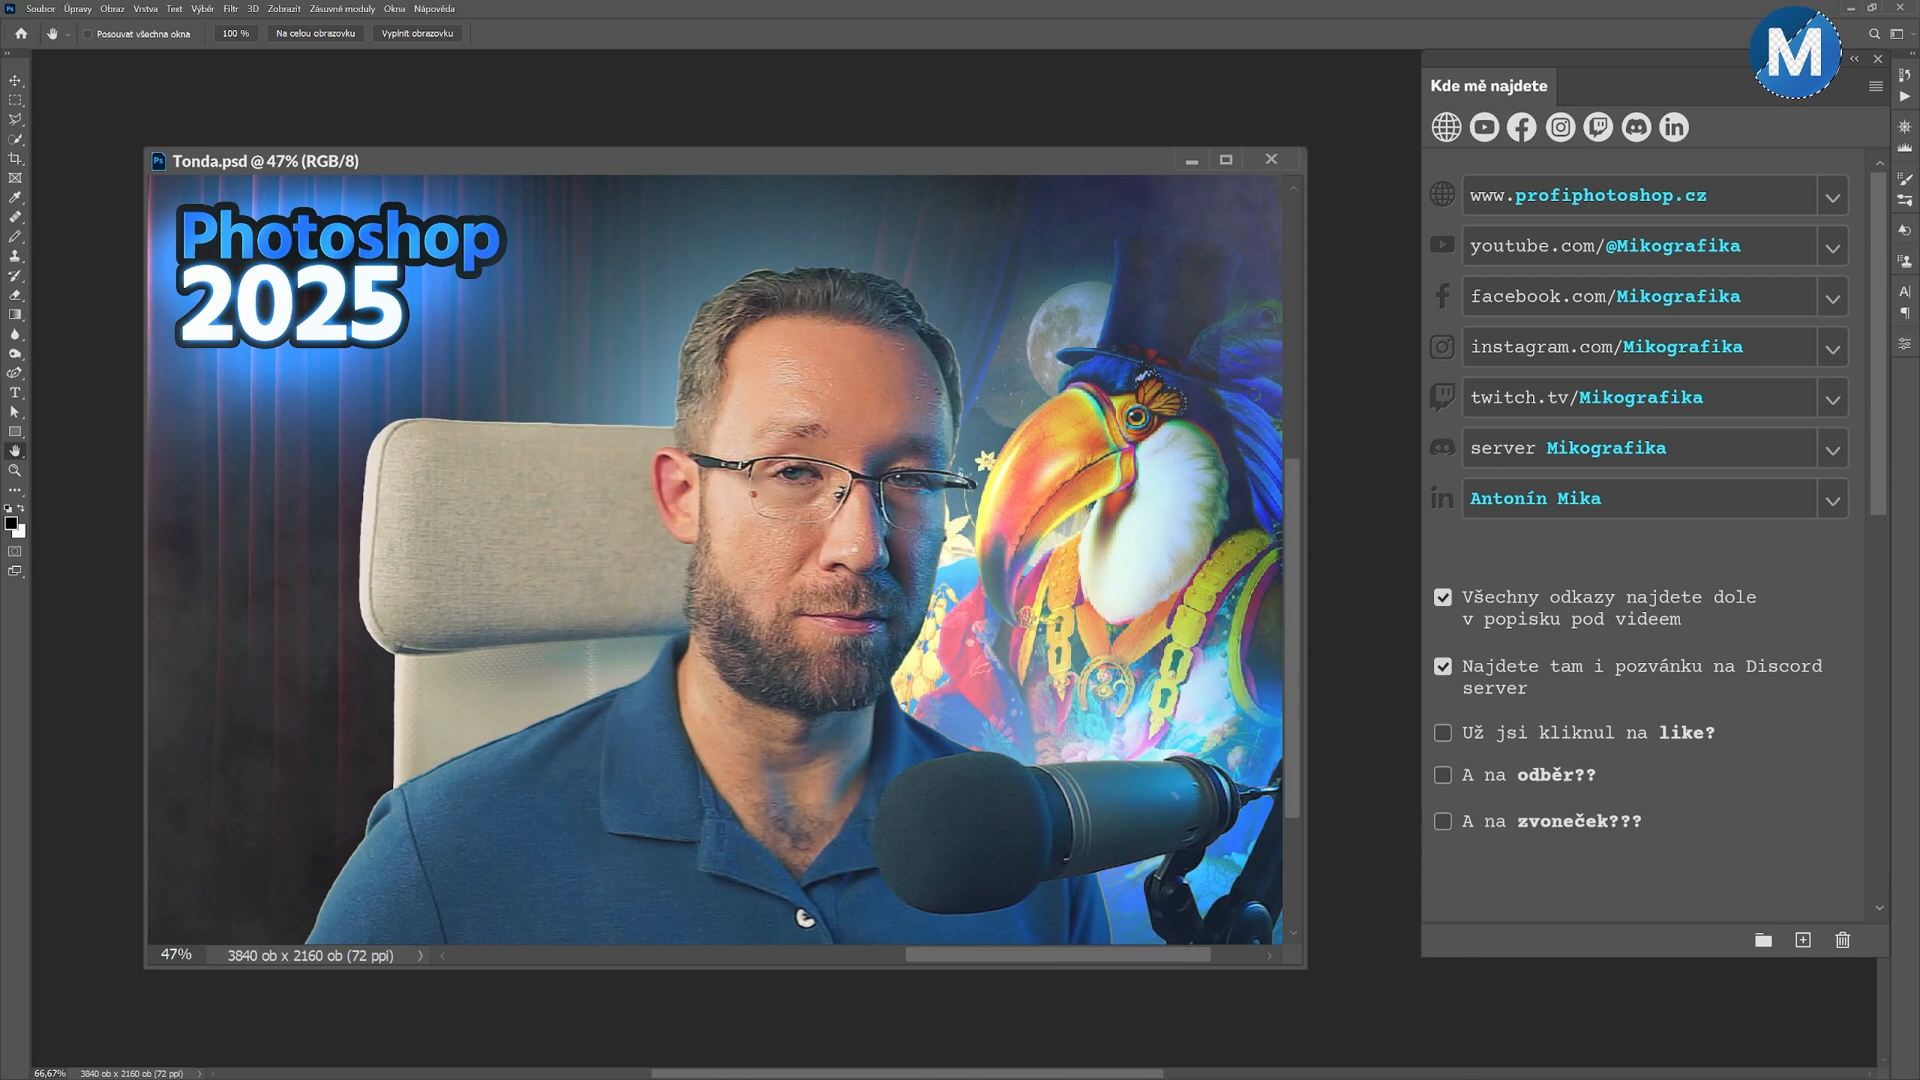 Soubor Úpravy Obraz Vrstva Text Výběr Filtr 3D Zobrazit Zásuvné moduly Okna Nápověda
Posouvat všechna okna 100 % Na celou obrazovku Vyplnit obrazovku
M
Kde mě najdete
Tonda.psd @ 47% (RGB/8)
Photoshop
2025
www.profiphotoshop.cz
youtube.com/@Mikografika
facebook.com/Mikografika
instagram.com/Mikografika
twitch.tv/Mikografika
server Mikografika
Antonín Mika
Všechny odkazy najdete dole
v popisku pod videem
Najdete tam i pozvánku na Discord
server
Už jsi kliknul na like?
A na odběr??
A na zvoneček???
47% 3840 ob x 2160 ob (72 ppi)
66,67% 3840 ob x 2160 ob (72 ppi)